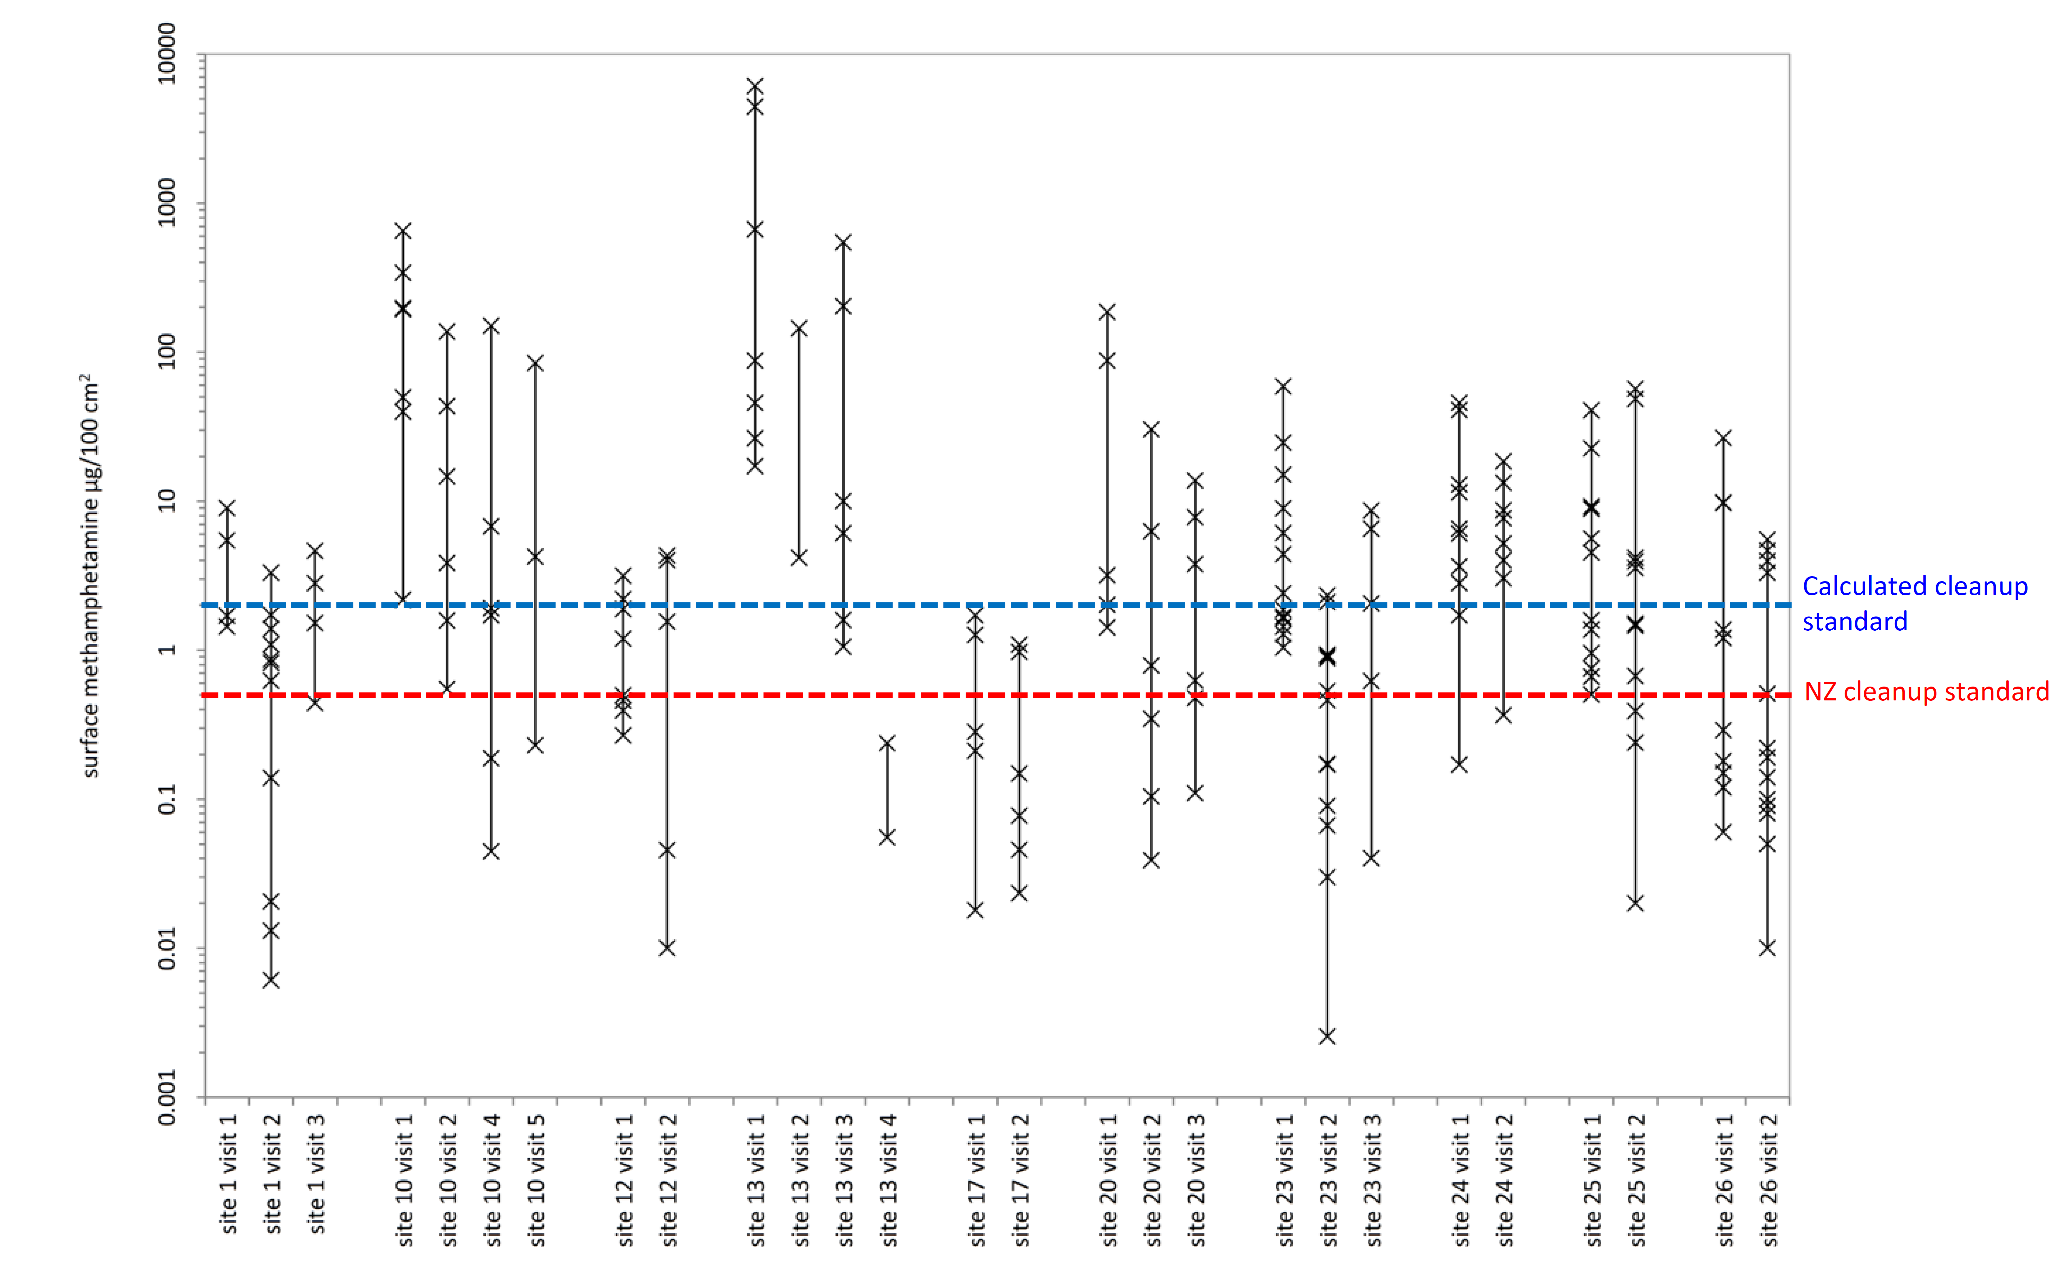 surface methamphetamine µg/100 cm²
10000
1000
100
10
1
0.1
0.01
0.001
Calculated cleanup
standard
NZ cleanup standard
site 1 visit 1
site 1 visit 2
site 1 visit 3
site 10 visit 1
site 10 visit 2
site 10 visit 4
site 10 visit 5
site 12 visit 1
site 12 visit 2
site 13 visit 1
site 13 visit 2
site 13 visit 3
site 13 visit 4
site 17 visit 1
site 17 visit 2
site 20 visit 1
site 20 visit 2
site 20 visit 3
site 23 visit 1
site 23 visit 2
site 23 visit 3
site 24 visit 1
site 24 visit 2
site 25 visit 1
site 25 visit 2
site 26 visit 1
site 26 visit 2